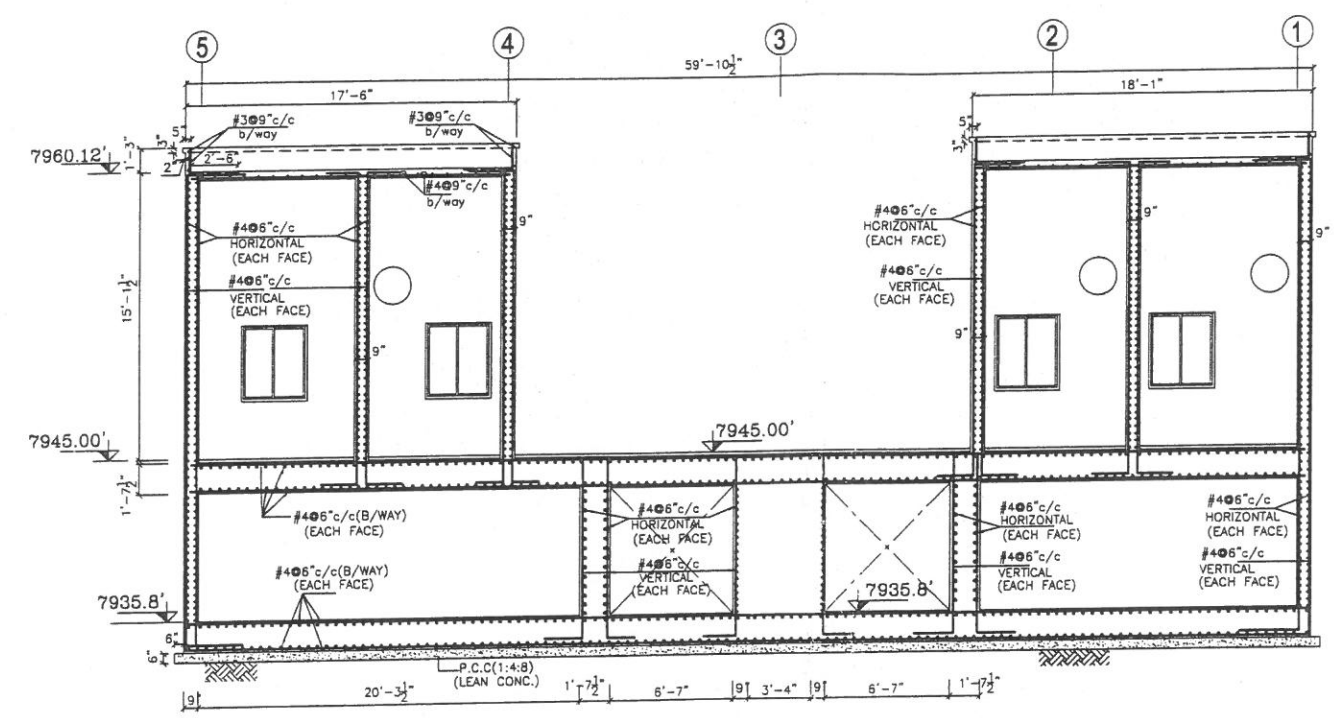 5
4
3
2
1
59'-10½"
17'-6"
18'-1"
5"
3"
#3@9"c/c
b/way
#3@9"c/c
b/way
5"
3"
7960.12'
1'-3"
2"
2'-6"
#4@9"c/c
b/way
#4@6"c/c
HORIZONTAL
(EACH FACE)
9"
#4@6"c/c
HORIZONTAL
(EACH FACE)
9"
9"
#4@6"c/c
VERTICAL
(EACH FACE)
#4@6"c/c
VERTICAL
(EACH FACE)
15'-1½"
9"
9"
7945.00'
7945.00'
1'-7½"
#4@6"c/c(B/WAY)
(EACH FACE)
#4@6"c/c
HORIZONTAL
(EACH FACE)
#4@6"c/c
HORIZONTAL
(EACH FACE)
#4@6"c/c
HORIZONTAL
(EACH FACE)
#4@6"c/c(B/WAY)
(EACH FACE)
#4@6"c/c
VERTICAL
(EACH FACE)
#4@6"c/c
VERTICAL
(EACH FACE)
#4@6"c/c
VERTICAL
(EACH FACE)
7935.8'
7935.8'
6"
6"
P.C.C(1:4:8)
(LEAN CONC.)
9"
20'-3½"
1'-7½"
6'-7"
9"
3'-4"
9"
6'-7"
1'-7½"